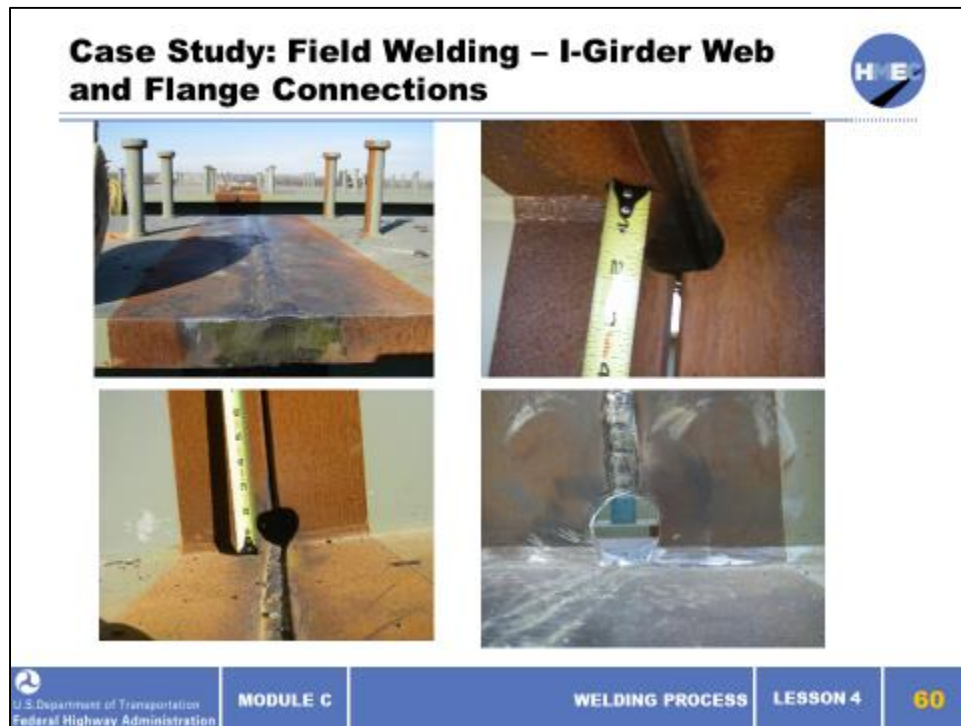 Case Study: Field Welding – I-Girder Web
and Flange Connections
HMEC
U.S.Department of Transportation
Federal Highway Administration
MODULE C
WELDING PROCESS
LESSON 4
60